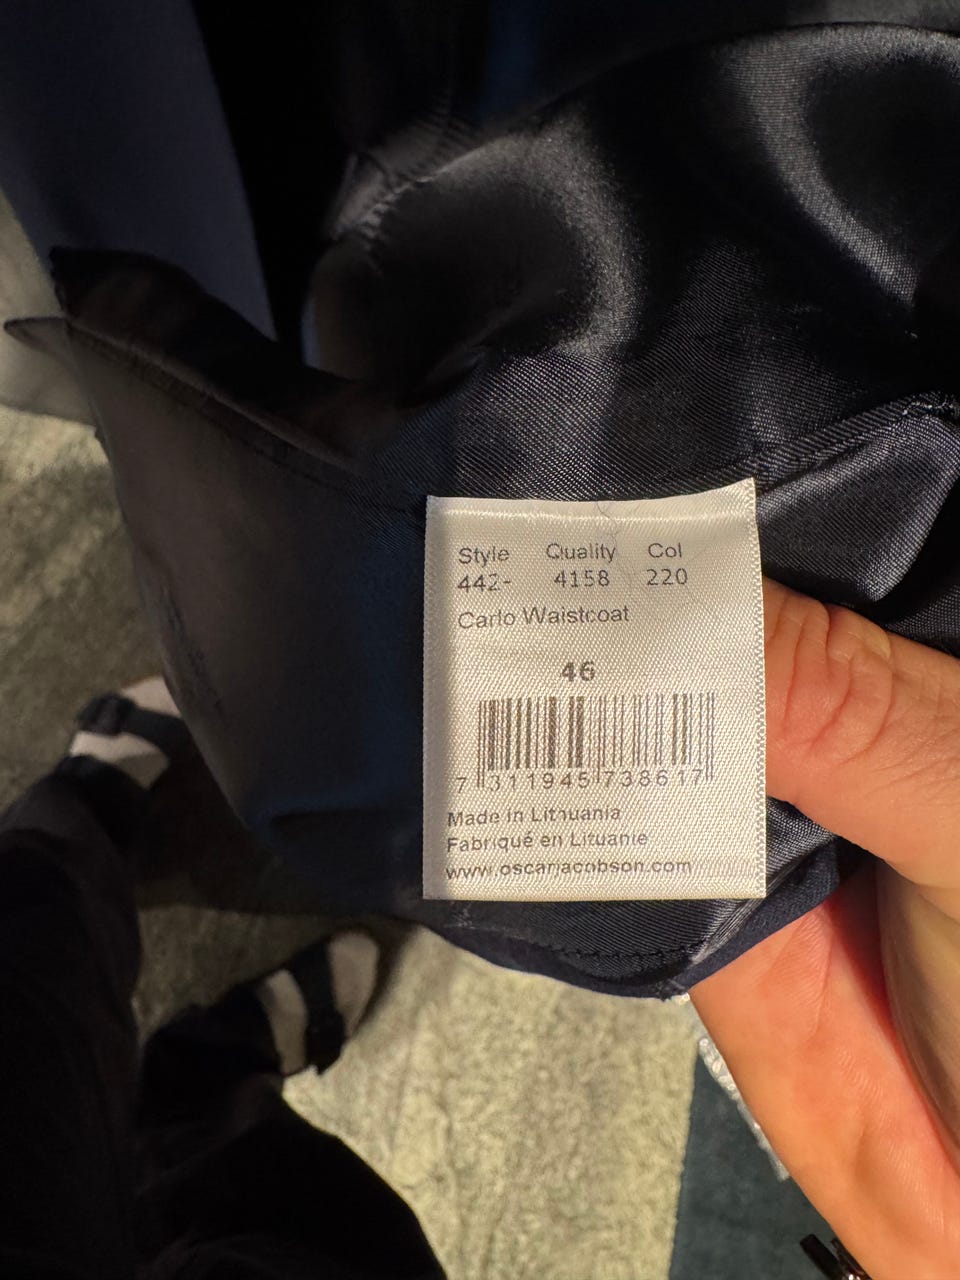 Style Quality Col
442- 4158 220
Carlo Waistcoat
46
7 311945 738617
Made in Lithuania
Fabriqué en Lituanie
www.oscarjacobson.com